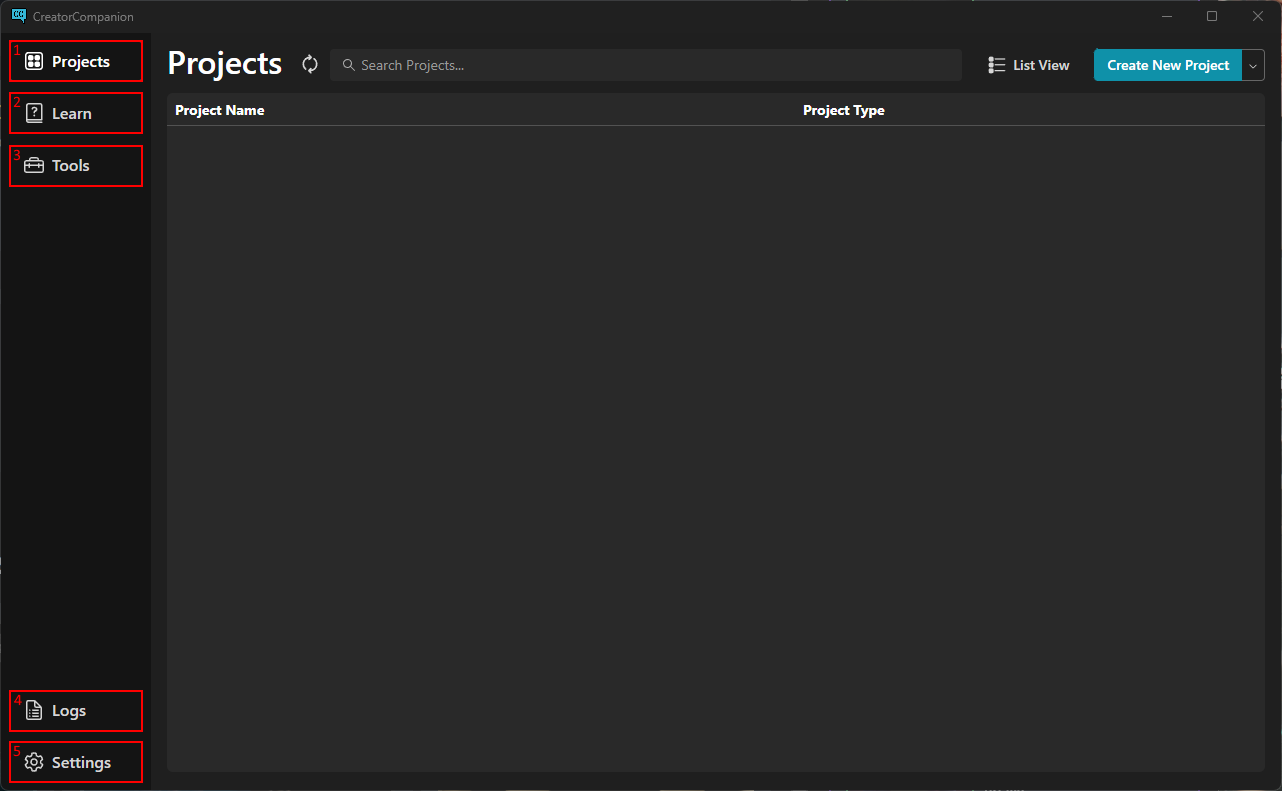 CreatorCompanion
1 Projects
2 Learn
3 Tools
4 Logs
5 Settings
Projects
Search Projects...
List View
Create New Project
Project Name Project Type